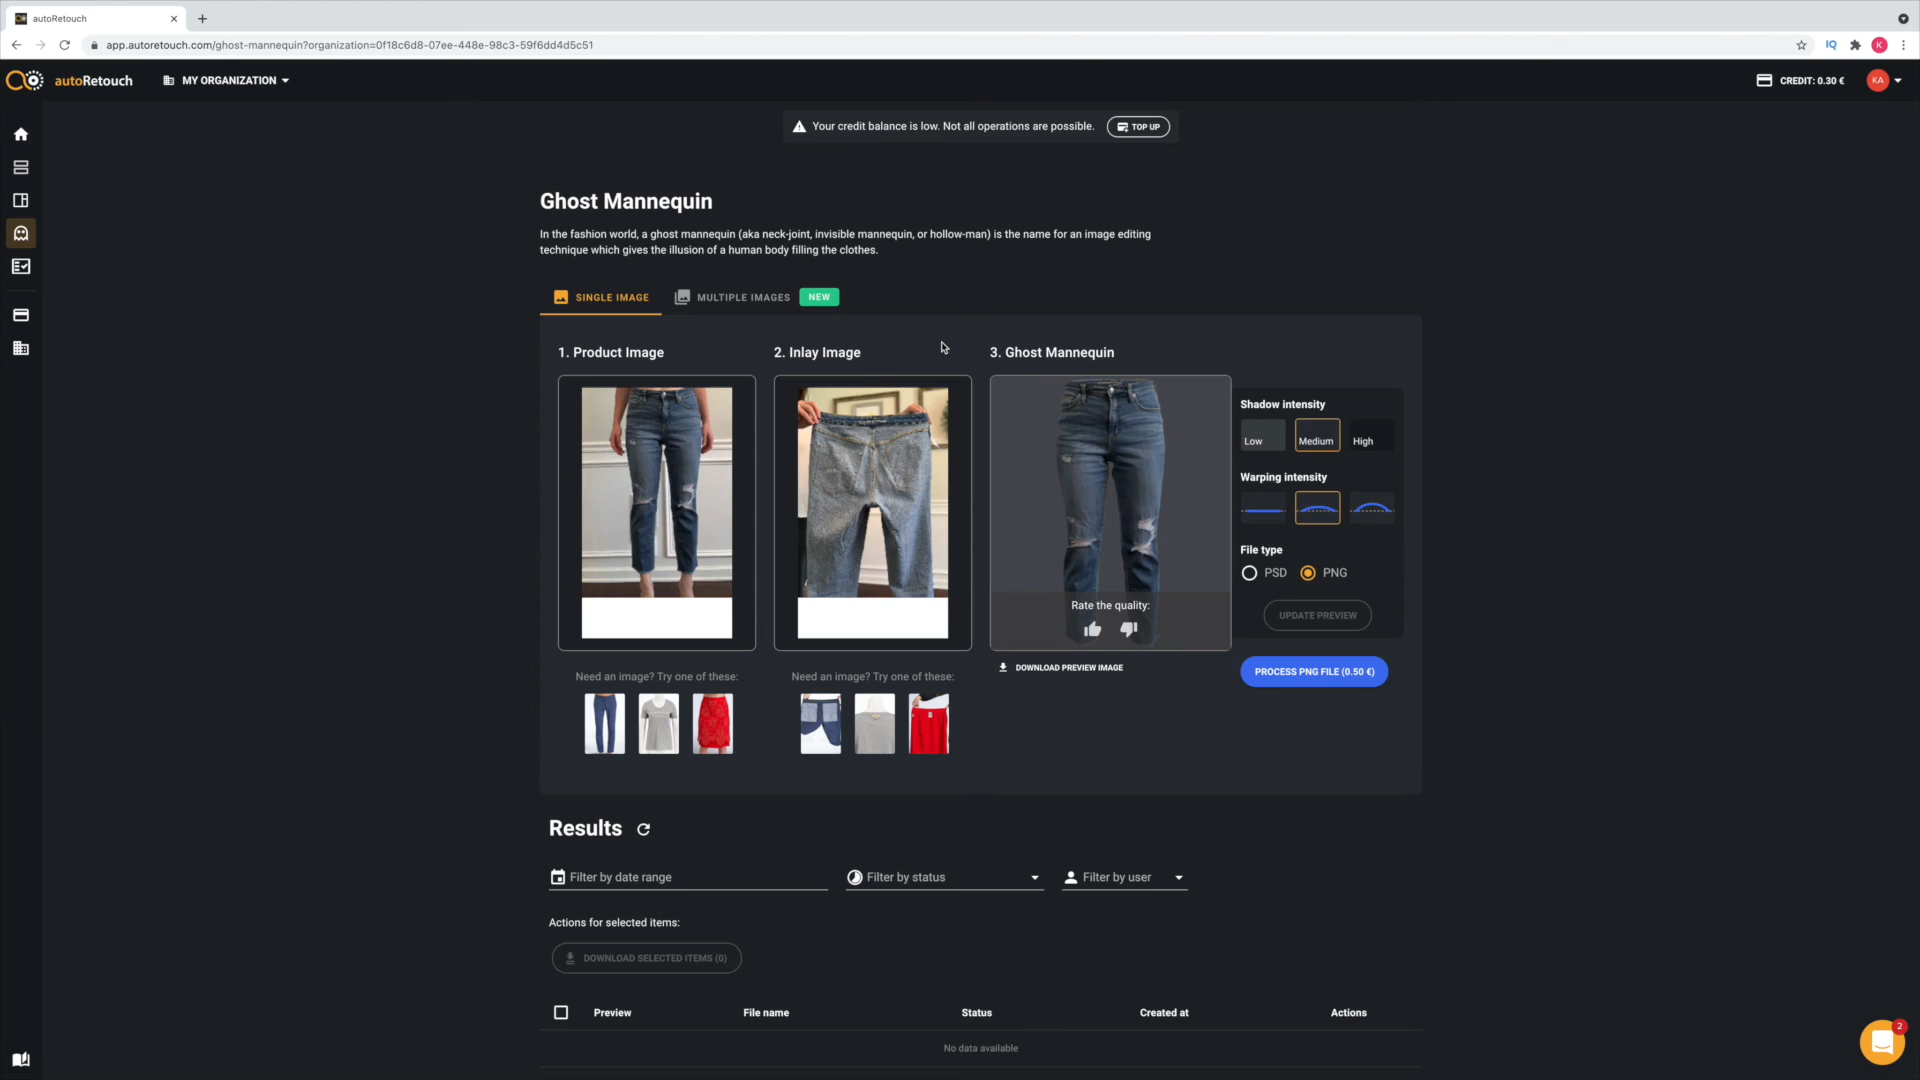 autoRetouch
app.autoretouch.com/ghost-mannequin?organization=0f18c6d8-07ee-448e-98c3-59f6dd4d5c51
IQ
K
autoRetouch
MY ORGANIZATION
CREDIT: 0.30 €
KA
Your credit balance is low. Not all operations are possible.
TOP UP
Ghost Mannequin
In the fashion world, a ghost mannequin (aka neck-joint, invisible mannequin, or hollow-man) is the name for an image editing
technique which gives the illusion of a human body filling the clothes.
SINGLE IMAGE
MULTIPLE IMAGES
NEW
1. Product Image
2. Inlay Image
3. Ghost Mannequin
Shadow intensity
Low
Medium
High
Warping intensity
File type
PSD
PNG
UPDATE PREVIEW
Rate the quality:
DOWNLOAD PREVIEW IMAGE
PROCESS PNG FILE (0.50 €)
Need an image? Try one of these:
Need an image? Try one of these:
Results
Filter by date range
Filter by status
Filter by user
Actions for selected items:
DOWNLOAD SELECTED ITEMS (0)
Preview
File name
Status
Created at
Actions
No data available
2